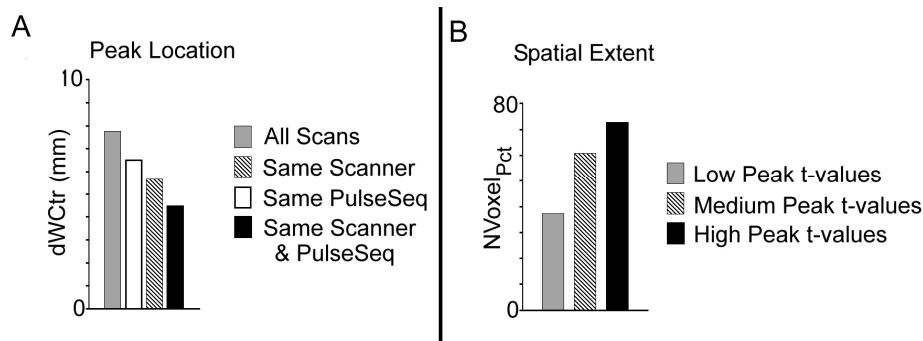 A
Peak Location
10
0
dWCtr (mm)
All Scans
Same Scanner
Same PulseSeq
Same Scanner
& PulseSeq
B
Spatial Extent
80
0
NVoxelPct
Low Peak t-values
Medium Peak t-values
High Peak t-values